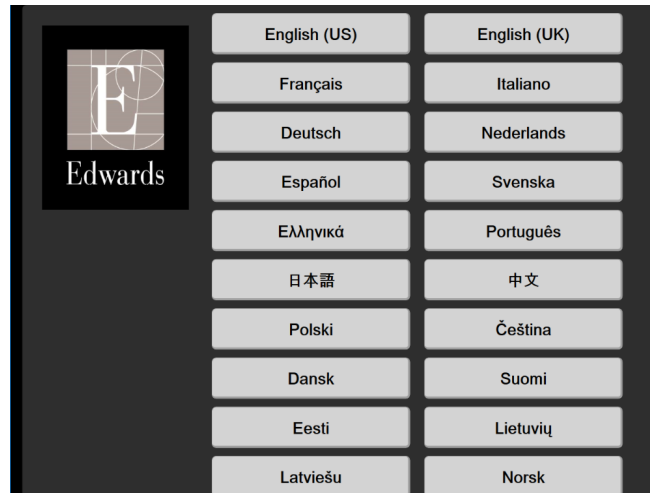 E
Edwards
English (US) English (UK)
Français Italiano
Deutsch Nederlands
Español Svenska
Ελληνικά Português
日本語 中文
Polski Čeština
Dansk Suomi
Eesti Lietuvių
Latviešu Norsk